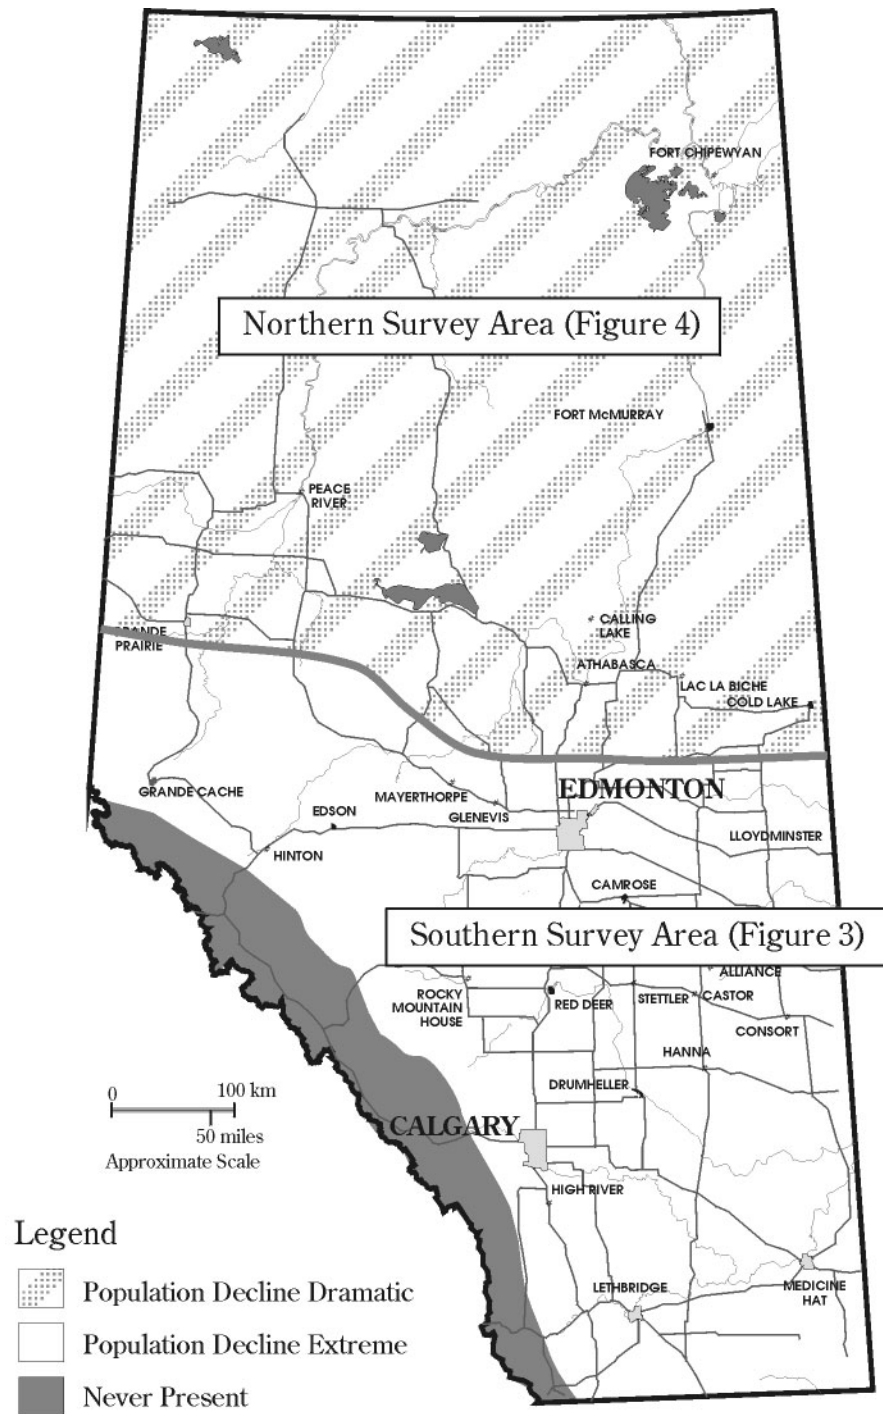 FORT CHIPEWYAN
Northern Survey Area (Figure 4)
FORT McMURRAY
PEACE
RIVER
CALLING
LAKE
GRANDE
PRAIRIE
ATHABASCA
LAC LA BICHE
COLD LAKE
GRANDE CACHE
MAYERTHORPE
EDMONTON
EDSON
GLENEVIS
LLOYDMINSTER
HINTON
CAMROSE
Southern Survey Area (Figure 3)
ALLIANCE
ROCKY
MOUNTAIN
HOUSE
RED DEER
STETTLER
CASTOR
CONSORT
HANNA
DRUMHELLER
0
100 km
50 miles
Approximate Scale
CALGARY
HIGH RIVER
LETHBRIDGE
MEDICINE
HAT
Legend
Population Decline Dramatic
Population Decline Extreme
Never Present